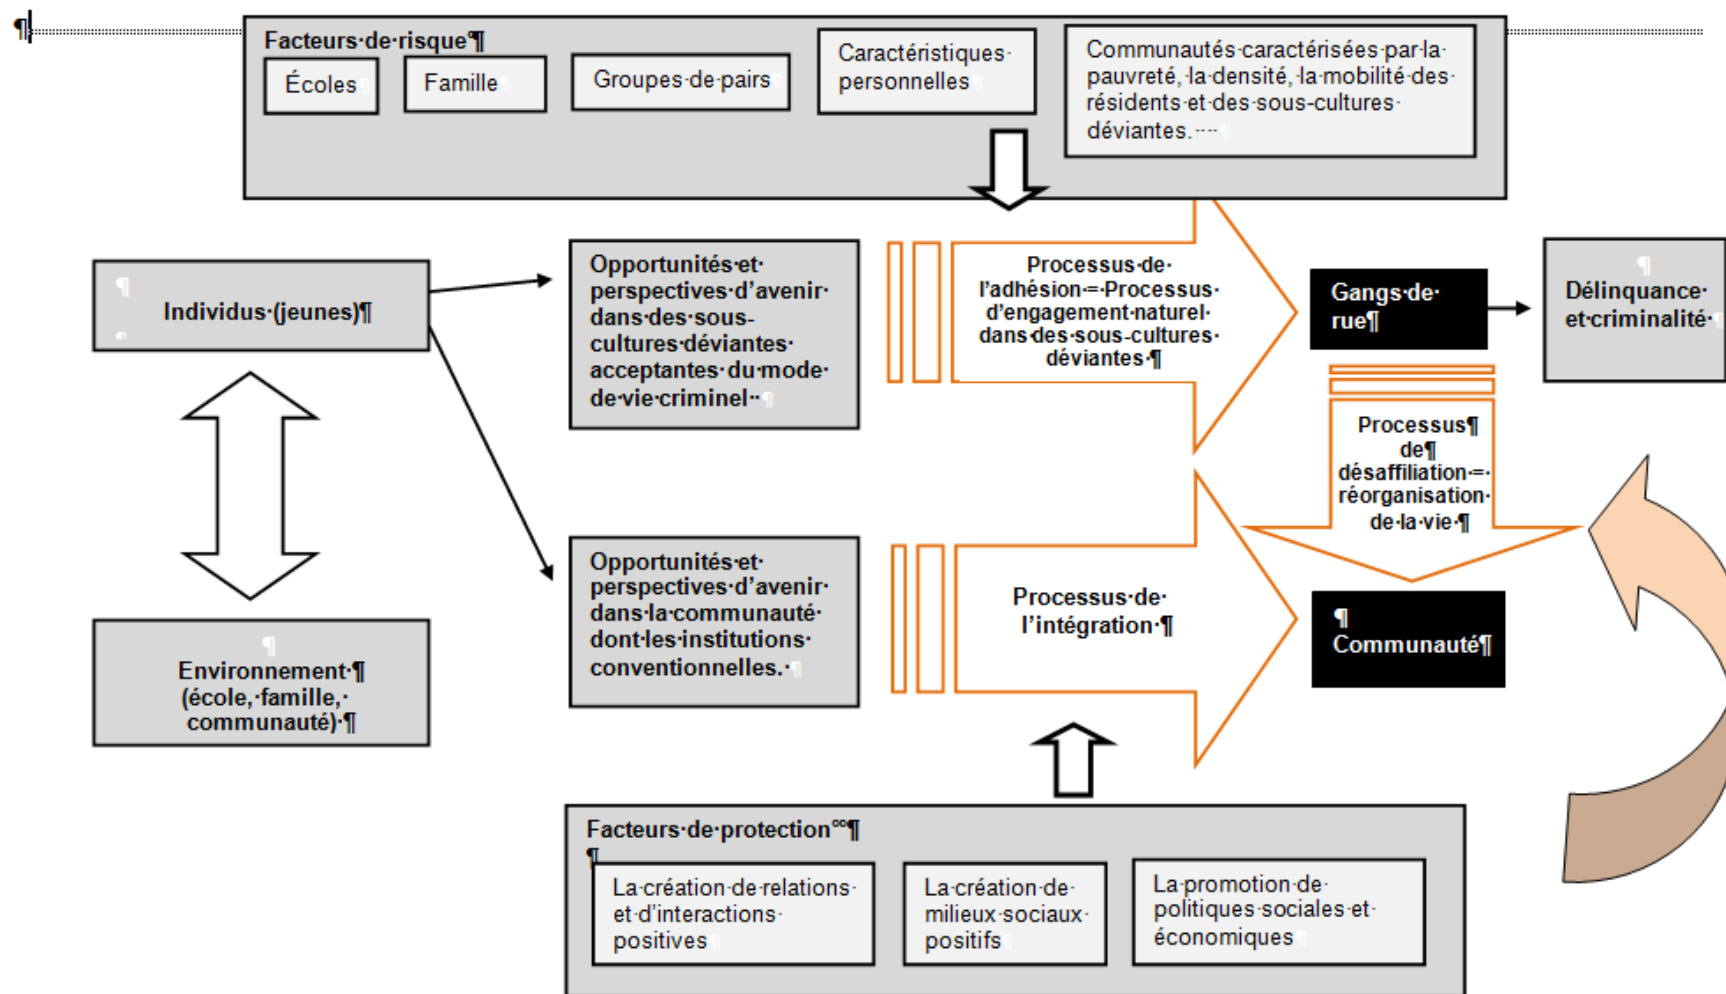 Facteurs de risque°¶
Écoles
Famille
Groupes de pairs
Caractéristiques
personnelles
Communautés caractérisées par la
pauvreté, la densité, la mobilité des
résidents et des sous-cultures
déviantes.
Individus (jeunes)¶
Opportunités et
perspectives d'avenir
dans des sous-
cultures déviantes
acceptantes du mode
de vie criminel
Processus de
l'adhésion = Processus
d'engagement naturel
dans des sous-cultures
déviantes ¶
Gangs de
rue¶
Délinquance
et criminalité
Processus¶
de¶
désaffiliation =
réorganisation
de la vie ¶
Environnement ¶
(école, famille,
communauté) ¶
Opportunités et
perspectives d'avenir
dans la communauté
dont les institutions
conventionnelles.
Processus de
l'intégration ¶
¶
Communauté¶
Facteurs de protection°°¶
¶
La création de relations
et d'interactions
positives
La création de
milieux sociaux
positifs
La promotion de
politiques sociales et
économiques